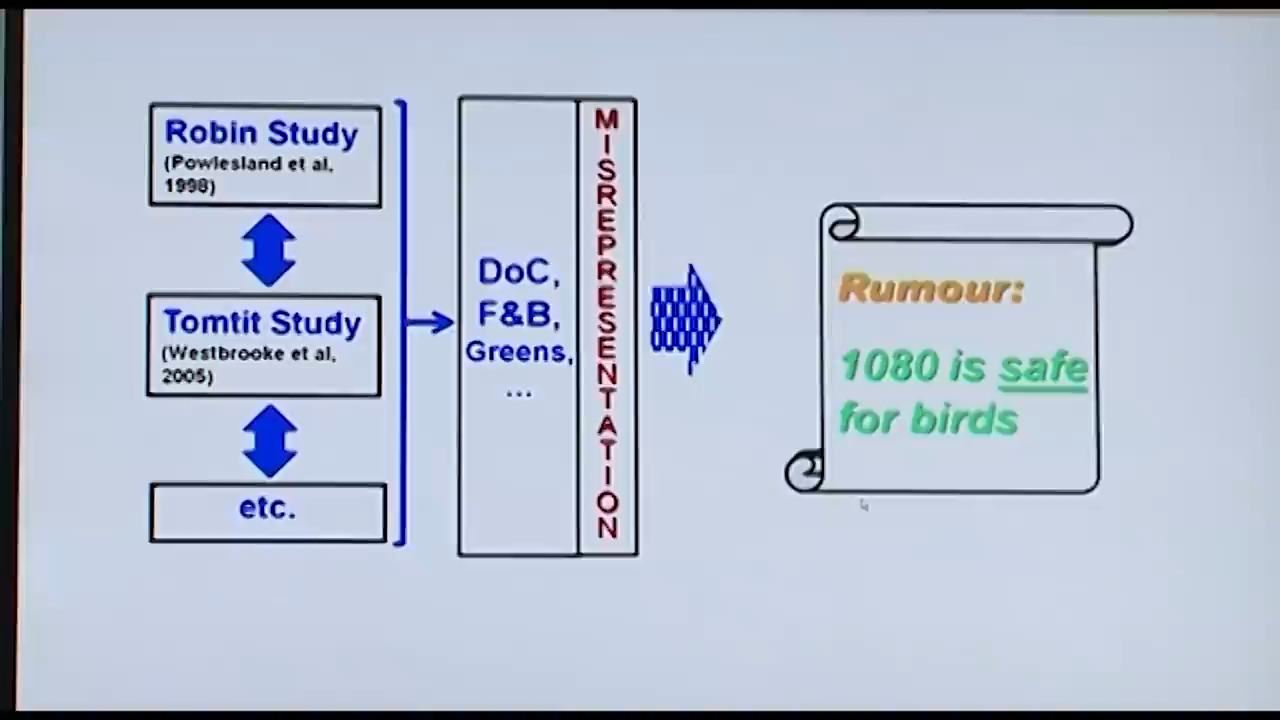 Robin Study
(Powlesland et al,
1998)
Tomtit Study
(Westbrooke et al,
2005)
etc.
DoC,
F&B,
Greens,
...
MISREPRESENTATION
Rumour:
1080 is safe
for birds